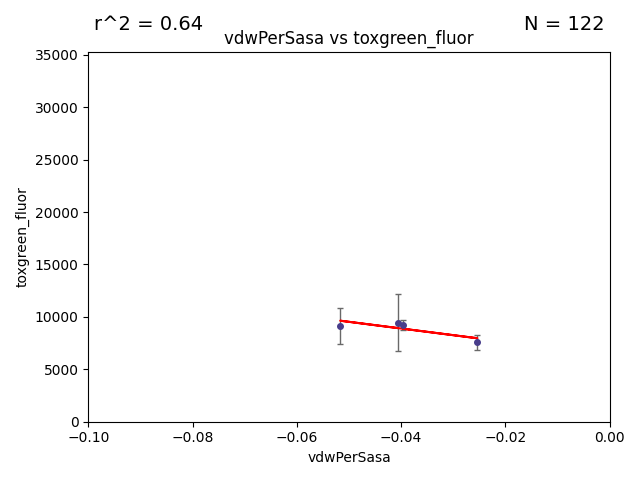 r^2 = 0.64
N = 122
vdwPerSasa vs toxgreen_fluor
35000
30000
25000
20000
15000
10000
5000
0
toxgreen_fluor
−0.10
−0.08
−0.06
−0.04
−0.02
0.00
vdwPerSasa